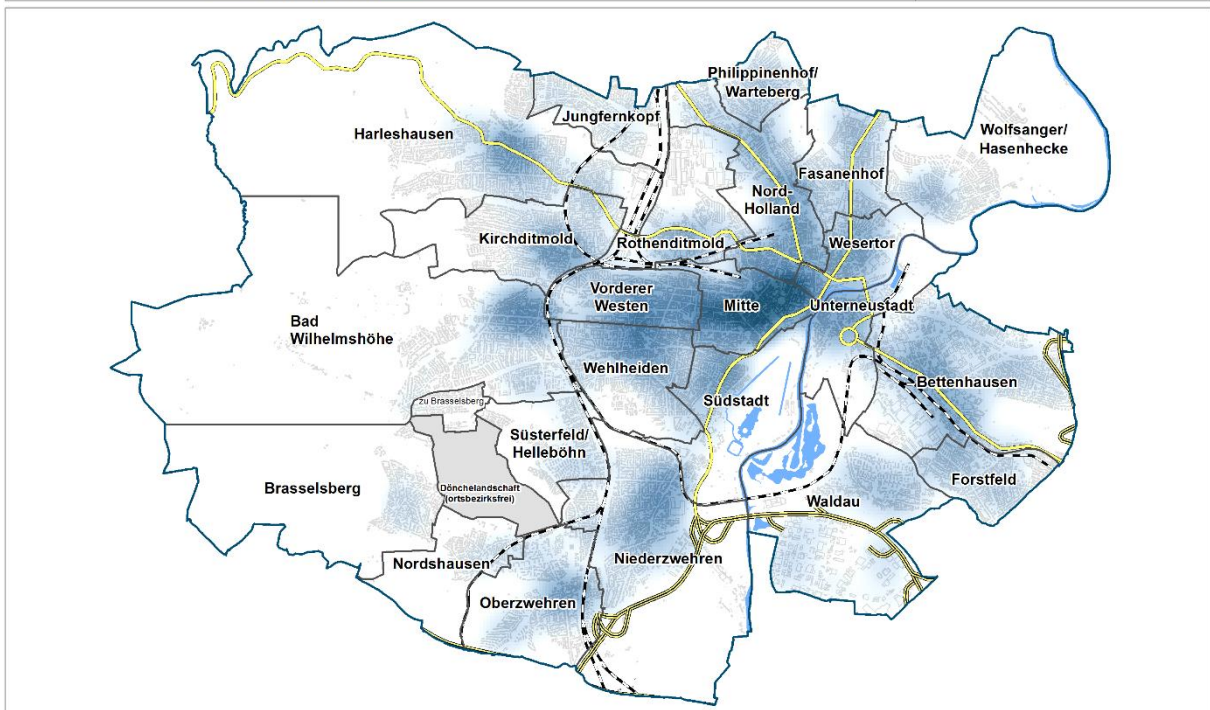 Philippinenhof/
Warteberg
Jungfernkopf
Harleshausen
Wolfsanger/
Hasenhecke
Fasanenhof
Nord-
Holland
Kirchditmold
Rothenditmold
Wesertor
Vorderer
Westen
Mitte
Unterneustadt
Bad
Wilhelmshöhe
Wehlheiden
Bettenhausen
zu Brasselsberg
Südstadt
Süsterfeld/
Helleböhn
Brasselsberg
Dönchelandschaft
(ortsbezirksfrei)
Forstfeld
Waldau
Nordshausen
Niederzwehren
Oberzwehren